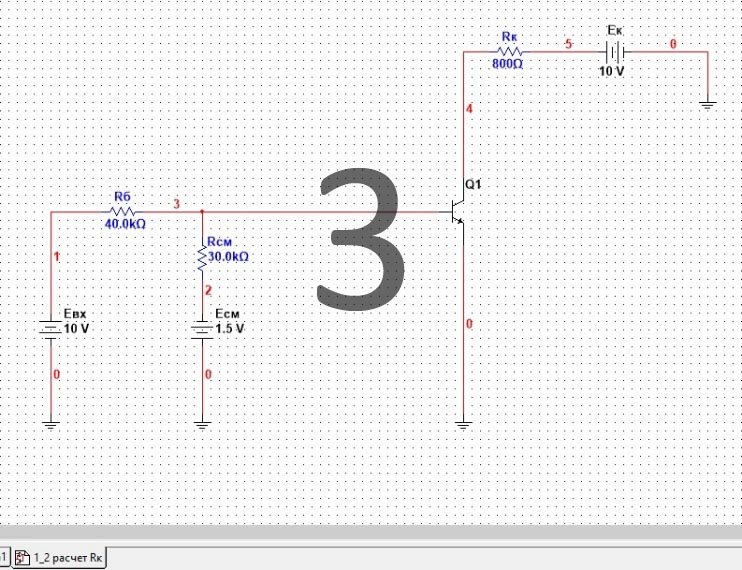 Rк
5
Eк
0
800Ω
10 V
4
3
Q1
Rб
3
40.0kΩ
Rсм
30.0kΩ
1
2
Eвх
10 V
Eсм
1.5 V
0
0
0
1
1_2 расчет Rк